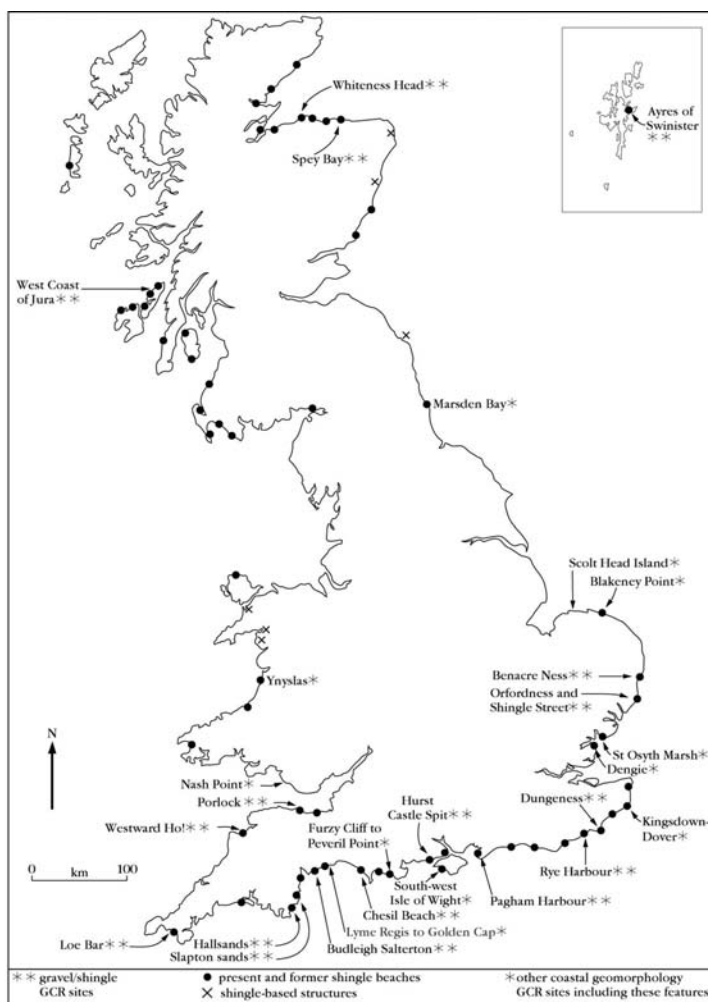 Whiteness Head**
Ayres of
Swinister
**
Spey Bay**
West Coast
of Jura**
Marsden Bay*
Scolt Head Island*
Blakeney Point*
Benacre Ness**
Orfordness and
Shingle Street**
Ynyslas*
N
St Osyth Marsh*
Dengie*
Nash Point*
Porlock**
Westward Ho!**
Hurst
Castle Spit**
Dungeness**
Furzy Cliff to
Peveril Point*
Kingsdown-
Dover*
0 100
km
Rye Harbour**
South-west
Isle of Wight*
Pagham Harbour**
Chesil Beach**
Lyme Regis to Golden Cap*
Loe Bar**
Hallsands**
Slapton sands**
Budleigh Salterton**
** gravel/shingle
GCR sites
present and former shingle beaches
shingle-based structures
*other coastal geomorphology
GCR sites including these features